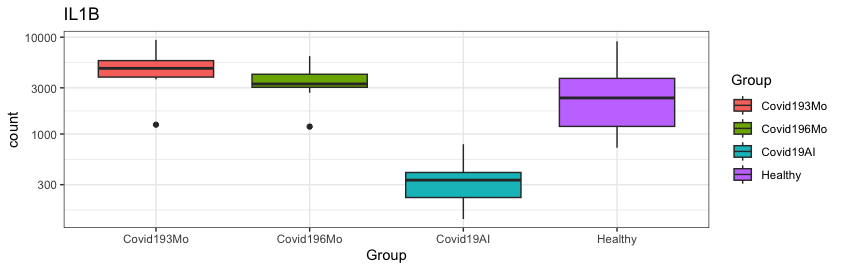 IL1B
10000
3000
1000
300
count
Covid193Mo
Covid196Mo
Covid19AI
Healthy
Group
Group
Covid193Mo
Covid196Mo
Covid19AI
Healthy